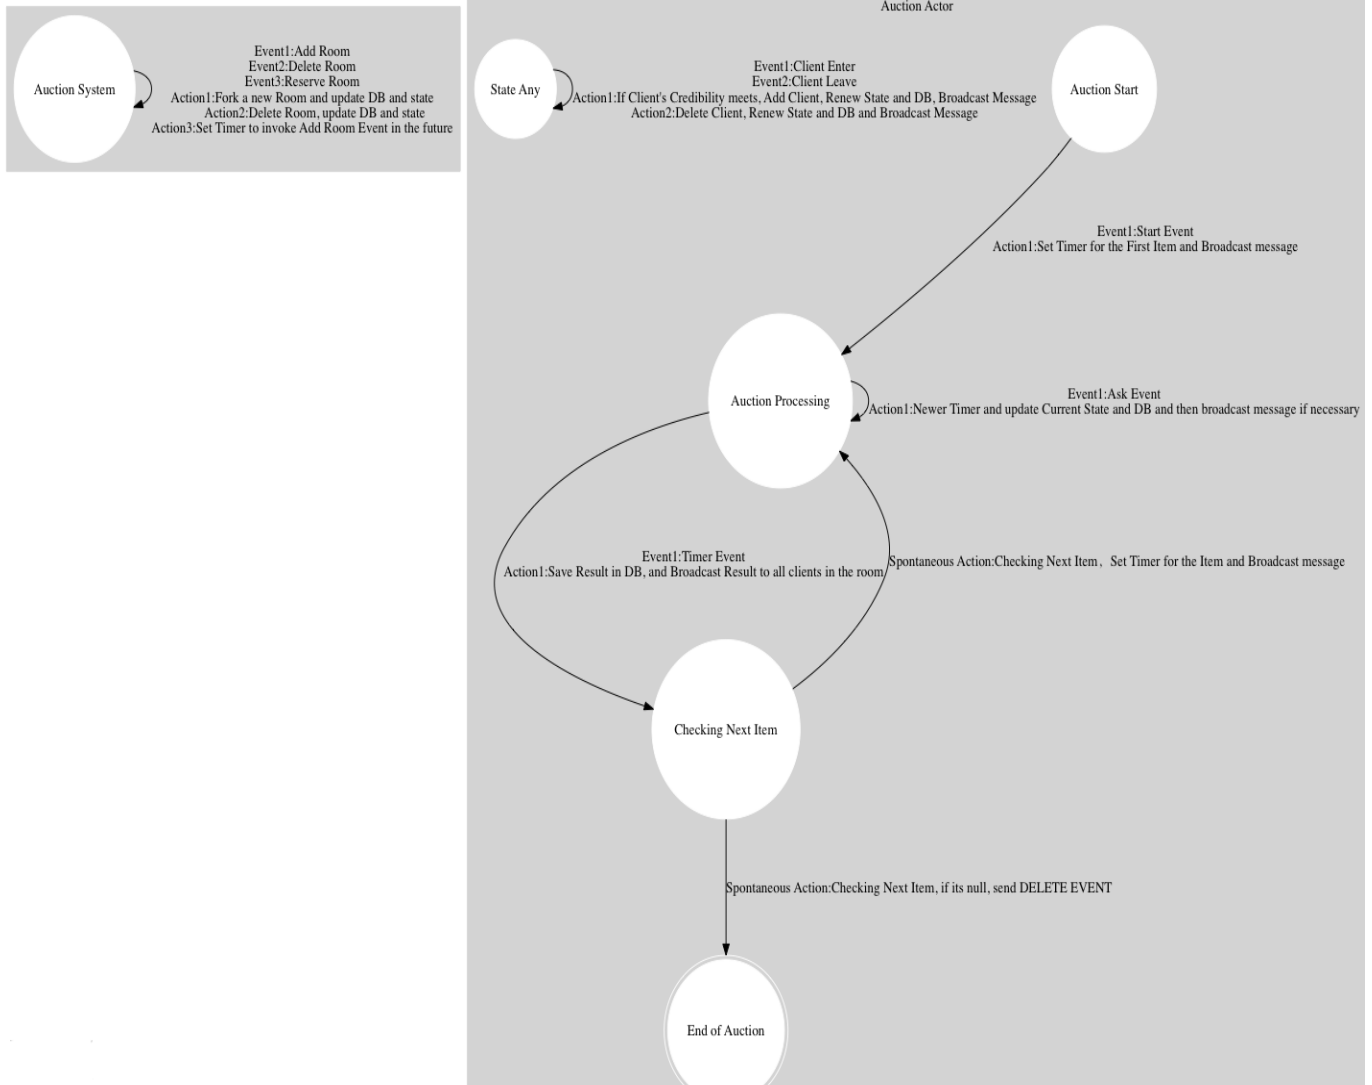 Auction System
Event1:Add Room
Event2:Delete Room
Event3:Reserve Room
Action1:Fork a new Room and update DB and state
Action2:Delete Room, update DB and state
Action3:Set Timer to invoke Add Room Event in the future
Auction Actor
State Any
Event1:Client Enter
Event2:Client Leave
Action1:If Client's Credibility meets, Add Client, Renew State and DB, Broadcast Message
Action2:Delete Client, Renew State and DB and Broadcast Message
Auction Start
Event1:Start Event
Action1:Set Timer for the First Item and Broadcast message
Auction Processing
Event1:Ask Event
Action1:Newer Timer and update Current State and DB and then broadcast message if necessary
Event1:Timer Event
Action1:Save Result in DB, and Broadcast Result to all clients in the room
Spontaneous Action:Checking Next Item，Set Timer for the Item and Broadcast message
Checking Next Item
Spontaneous Action:Checking Next Item, if its null, send DELETE EVENT
End of Auction